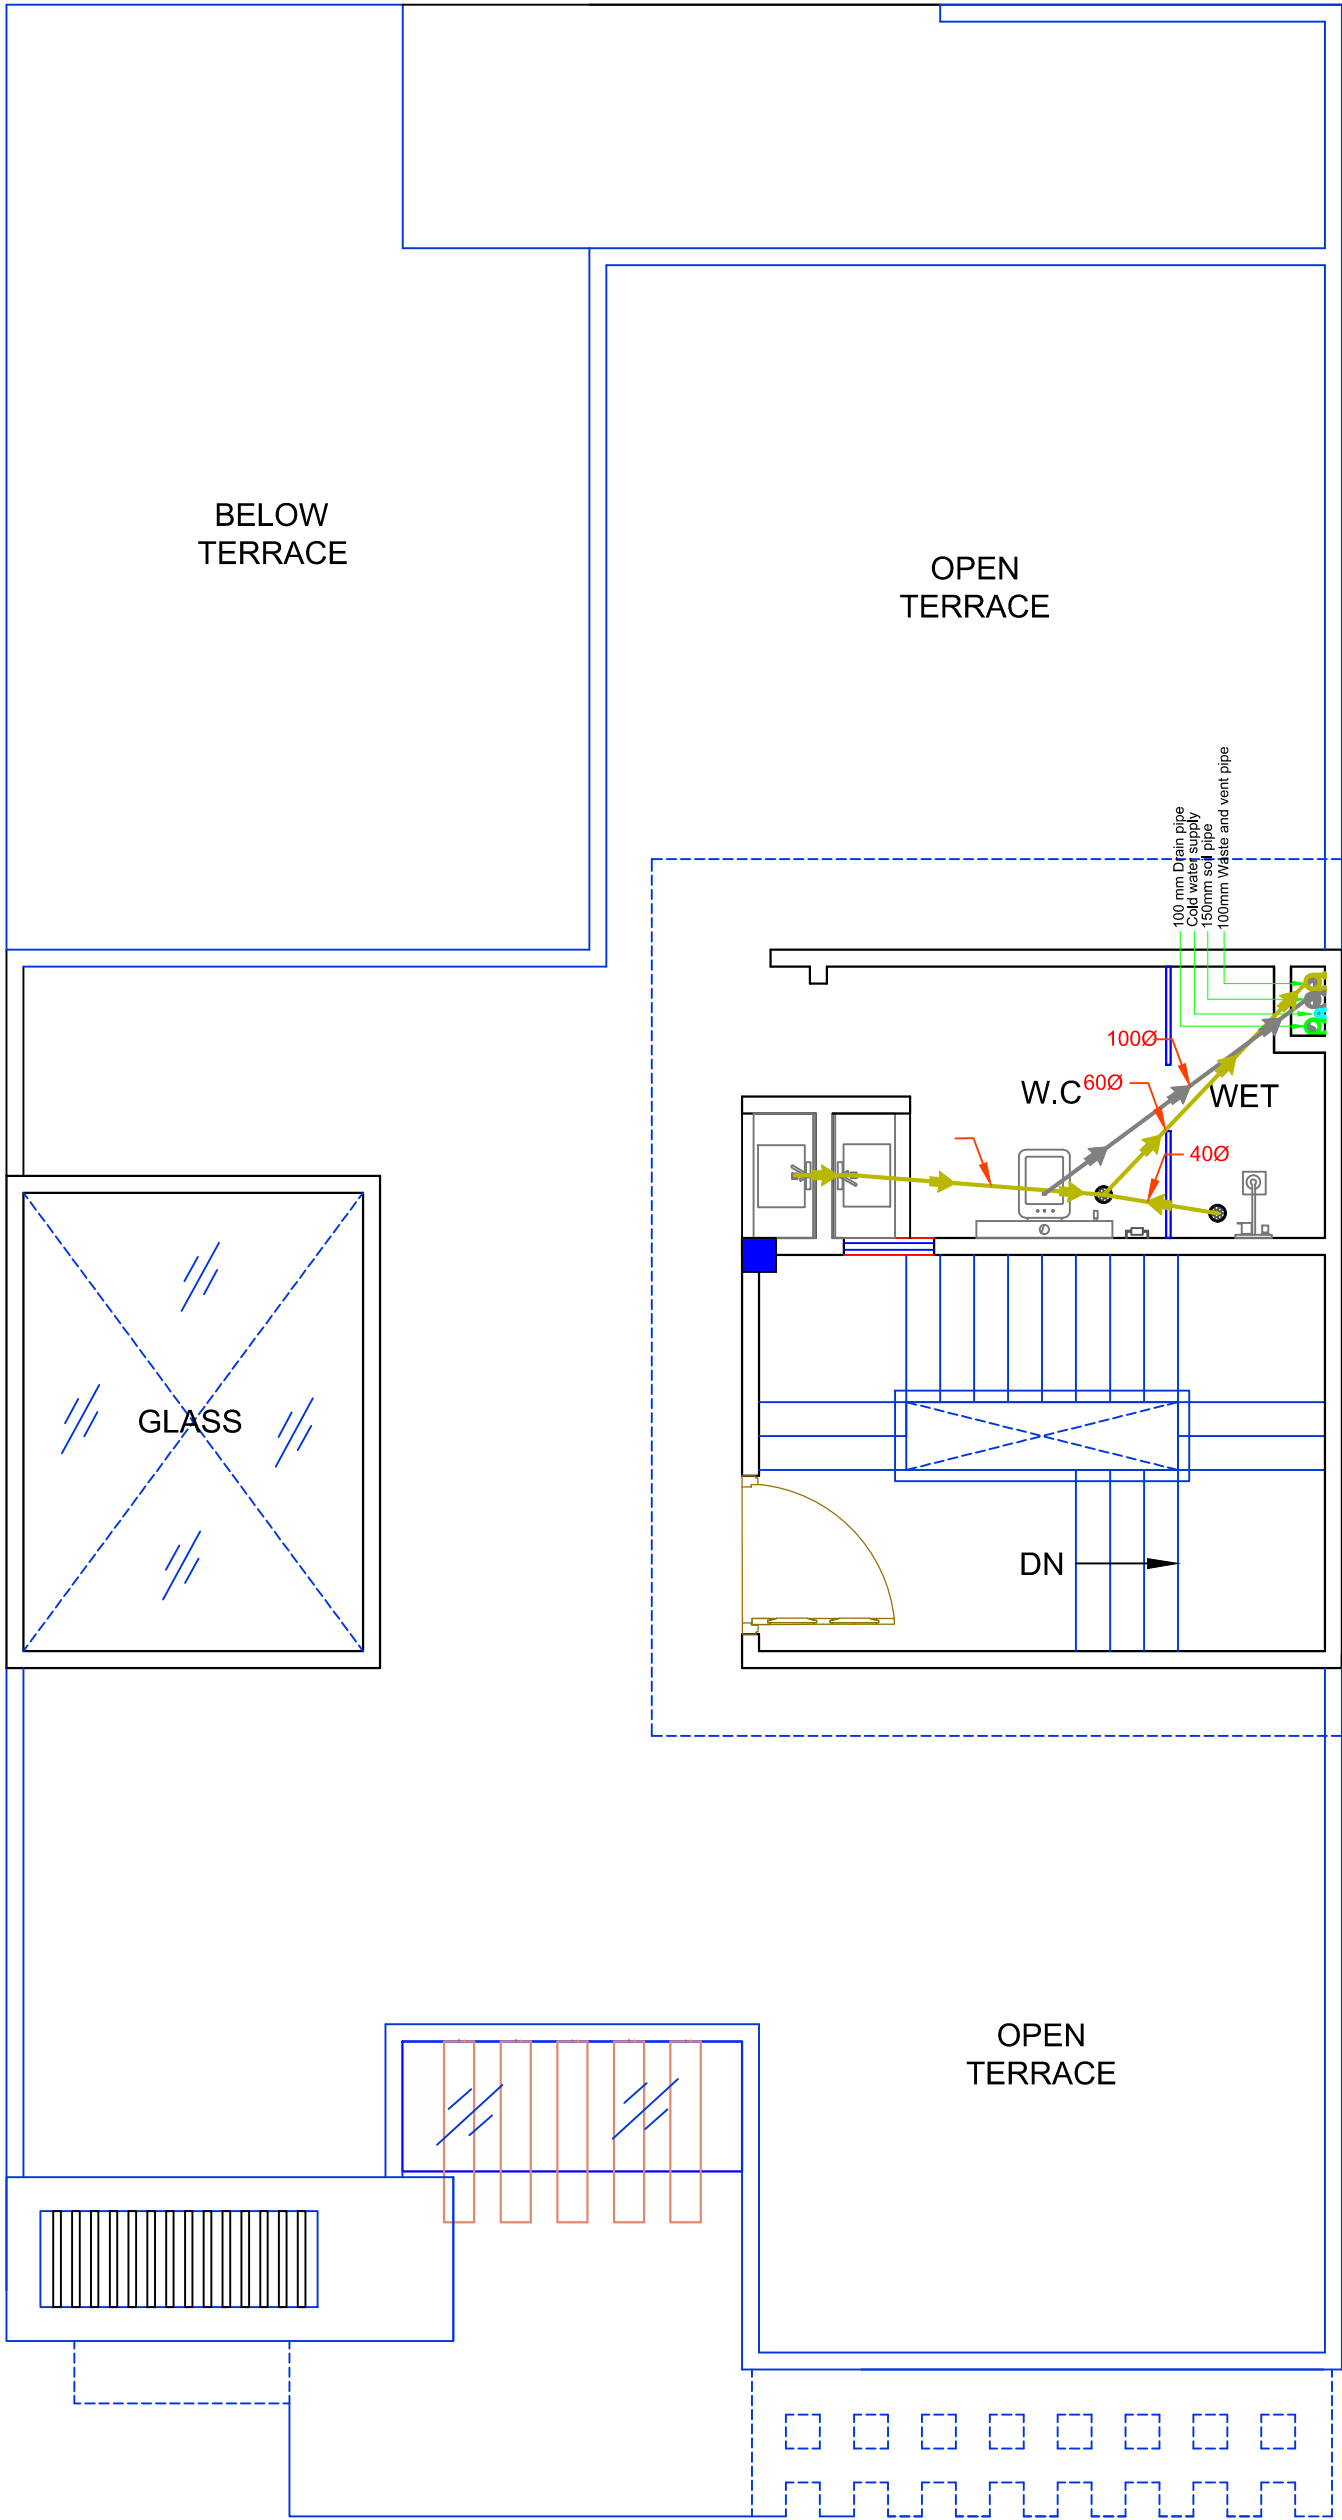 BELOW
TERRACE
OPEN
TERRACE
100 mm Drain pipe
Cold water supply
150mm soil pipe
100mm Waste and vent pipe
100Ø
W.C
60Ø
WET
40Ø
GLASS
DN
OPEN
TERRACE